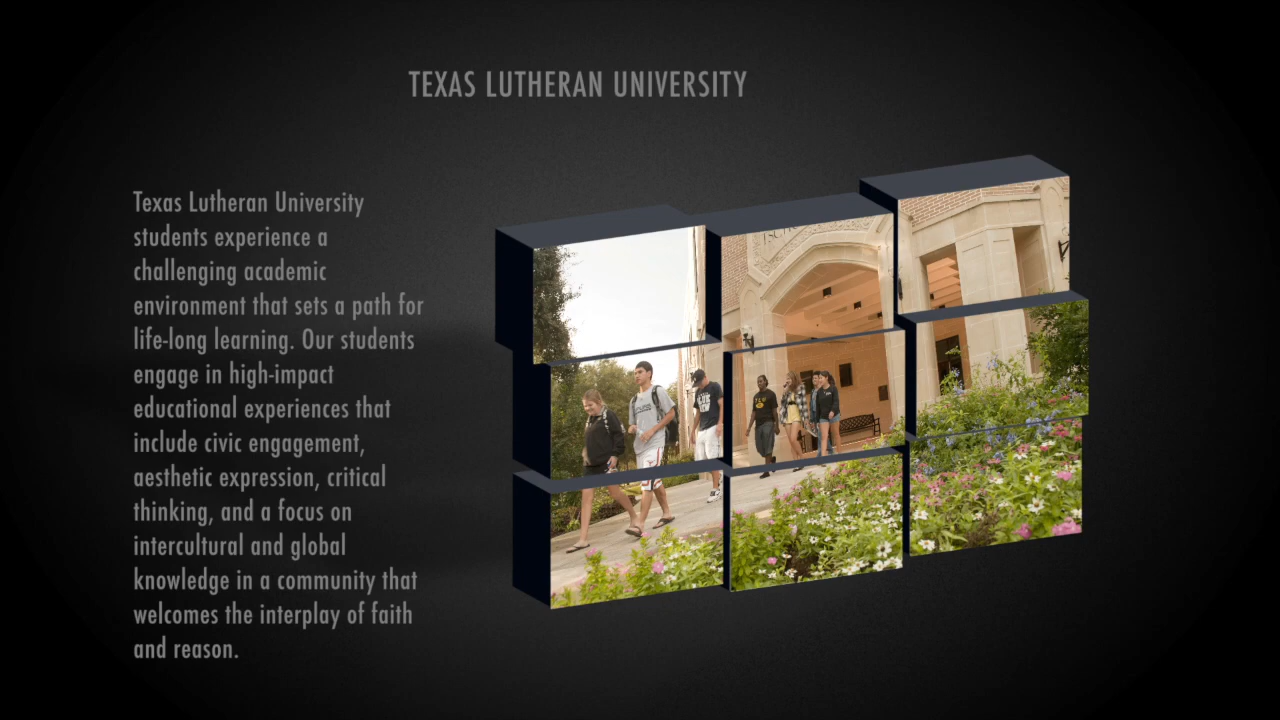 TEXAS LUTHERAN UNIVERSITY
Texas Lutheran University
students experience a
challenging academic
environment that sets a path for
life-long learning. Our students
engage in high-impact
educational experiences that
include civic engagement,
aesthetic expression, critical
thinking, and a focus on
intercultural and global
knowledge in a community that
welcomes the interplay of faith
and reason.